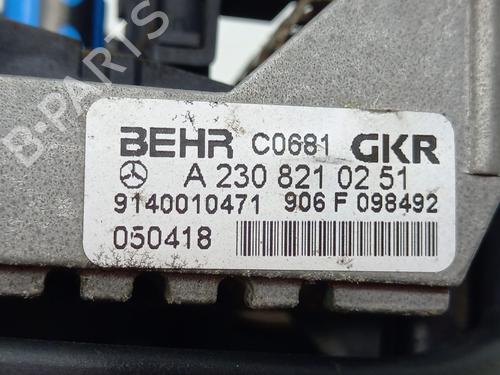 B-PARTS
BEHR C0681 GKR
A 230 821 02 51
9140010471 906 F 098492
050418